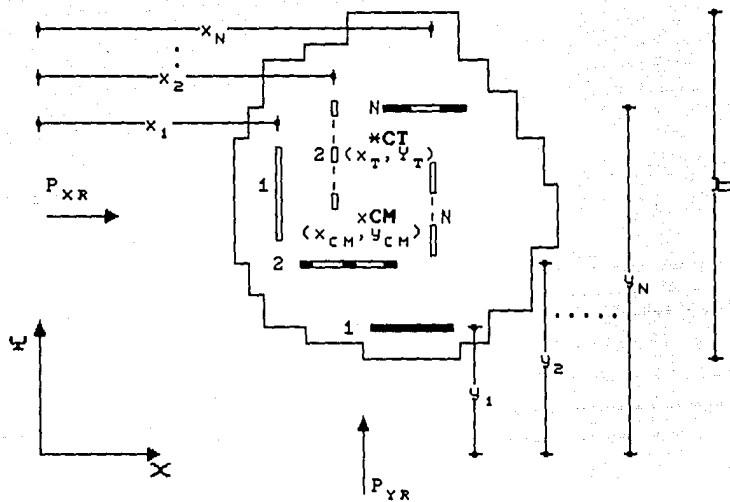 x_N
x_2
x_1
N
*CT
2 (x_T, Y_T)
1
P_XR
N
xCM
(x_CM, y_CM)
2
y_N
1
y_2
y_1
Y
X
P_YR